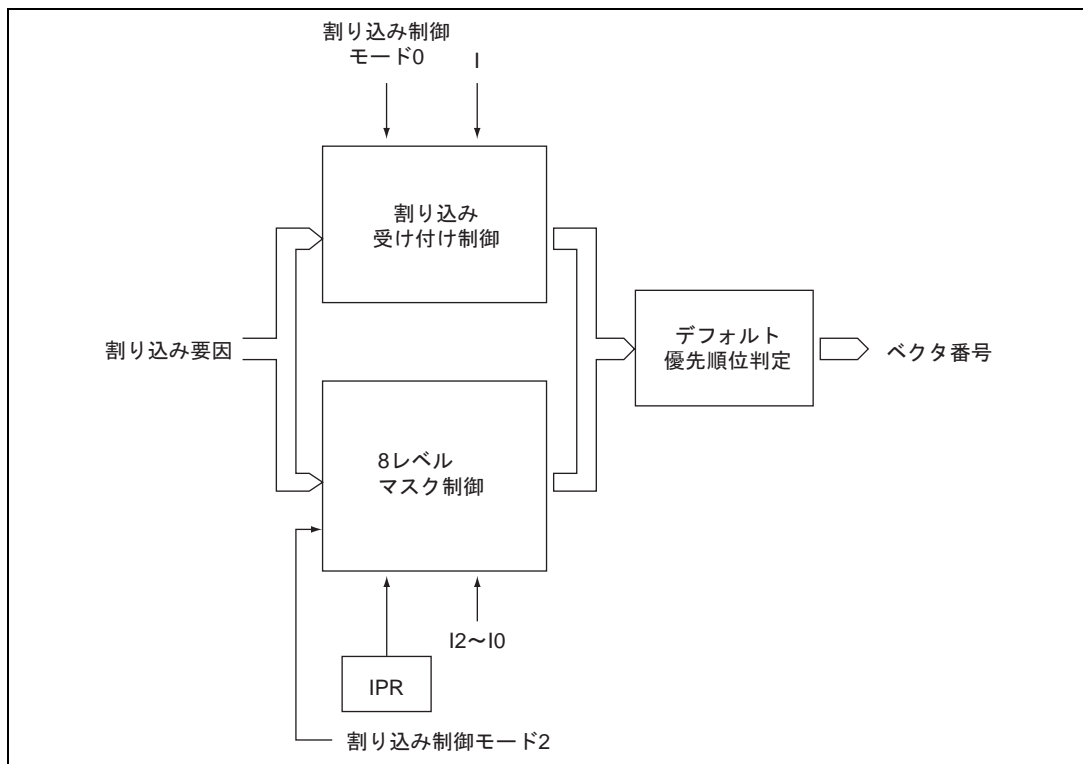 割り込み制御
モード0
I
割り込み
受け付け制御
割り込み要因
デフォルト
優先順位判定
ベクタ番号
8レベル
マスク制御
I2～I0
IPR
割り込み制御モード2